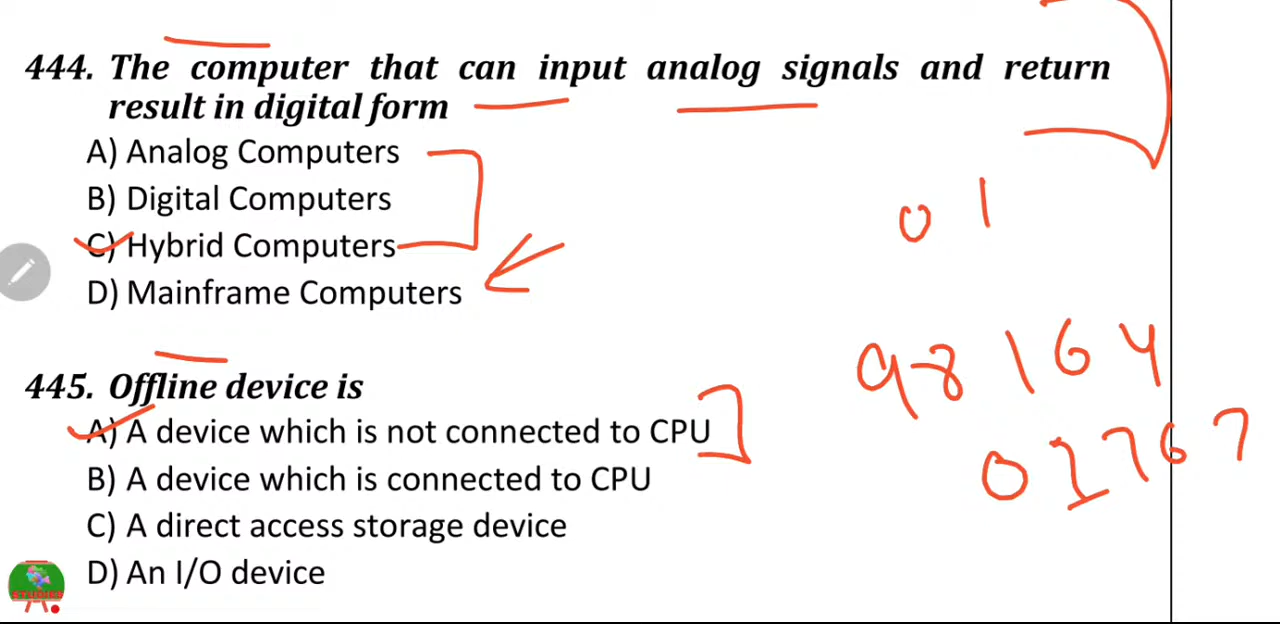 444. The computer that can input analog signals and return
result in digital form
A) Analog Computers
B) Digital Computers
C) Hybrid Computers
D) Mainframe Computers
0 1
98164
01767
445. Offline device is
A) A device which is not connected to CPU
B) A device which is connected to CPU
C) A direct access storage device
D) An I/O device
STUDIES